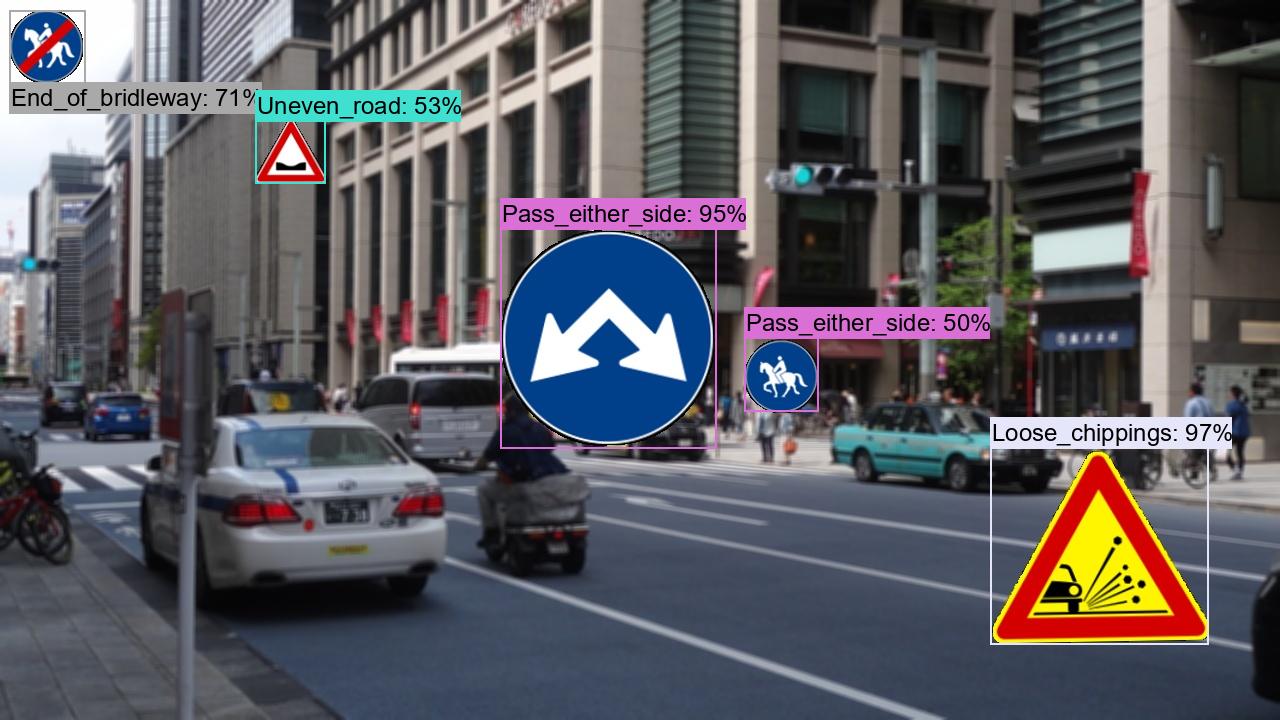 End_of_bridleway: 71%
Uneven_road: 53%
Pass_either_side: 95%
Pass_either_side: 50%
Loose_chippings: 97%